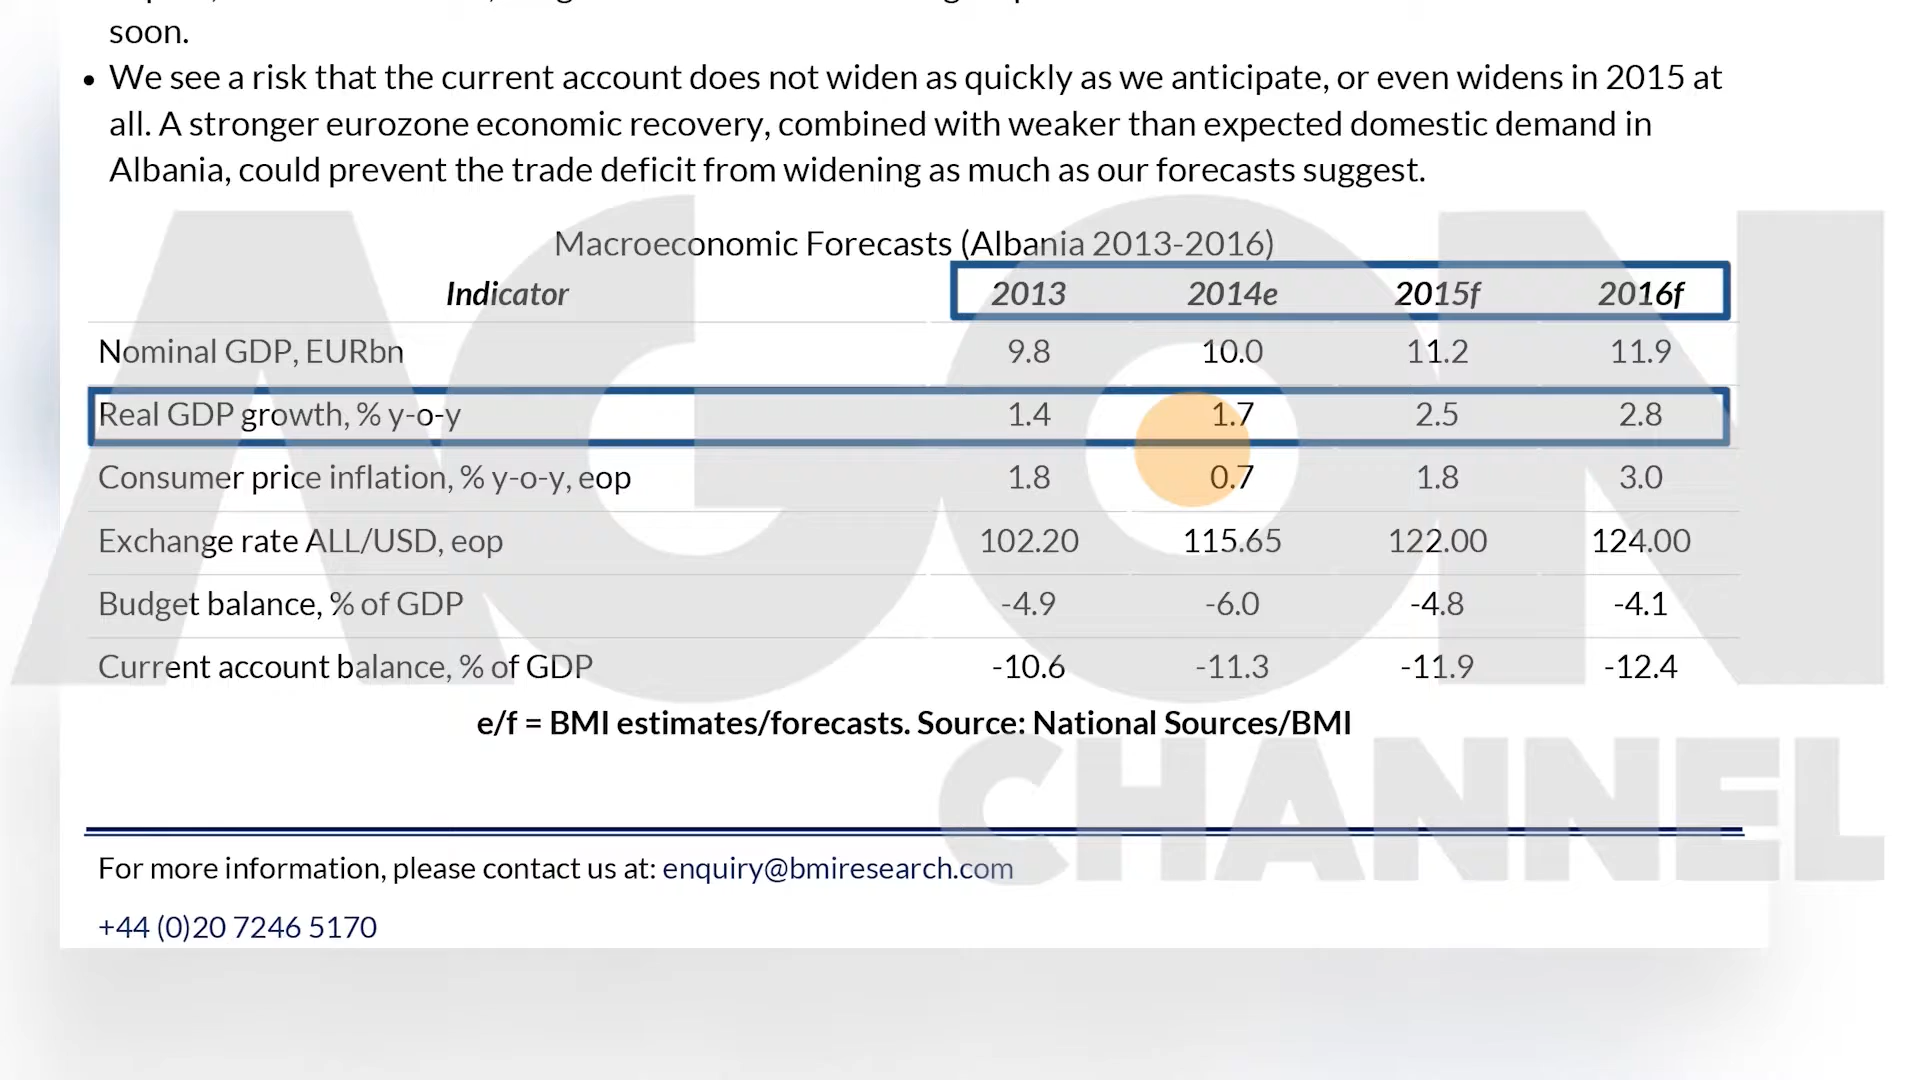 soon.
• We see a risk that the current account does not widen as quickly as we anticipate, or even widens in 2015 at
all. A stronger eurozone economic recovery, combined with weaker than expected domestic demand in
Albania, could prevent the trade deficit from widening as much as our forecasts suggest.
Macroeconomic Forecasts (Albania 2013-2016)
Indicator 2013 2014e 2015f 2016f
Nominal GDP, EURbn 9.8 10.0 11.2 11.9
Real GDP growth, % y-o-y 1.4 1.7 2.5 2.8
Consumer price inflation, % y-o-y, eop 1.8 0.7 1.8 3.0
Exchange rate ALL/USD, eop 102.20 115.65 122.00 124.00
Budget balance, % of GDP -4.9 -6.0 -4.8 -4.1
Current account balance, % of GDP -10.6 -11.3 -11.9 -12.4
e/f = BMI estimates/forecasts. Source: National Sources/BMI
For more information, please contact us at: enquiry@bmiresearch.com
+44 (0)20 7246 5170
AGON
CHANNEL